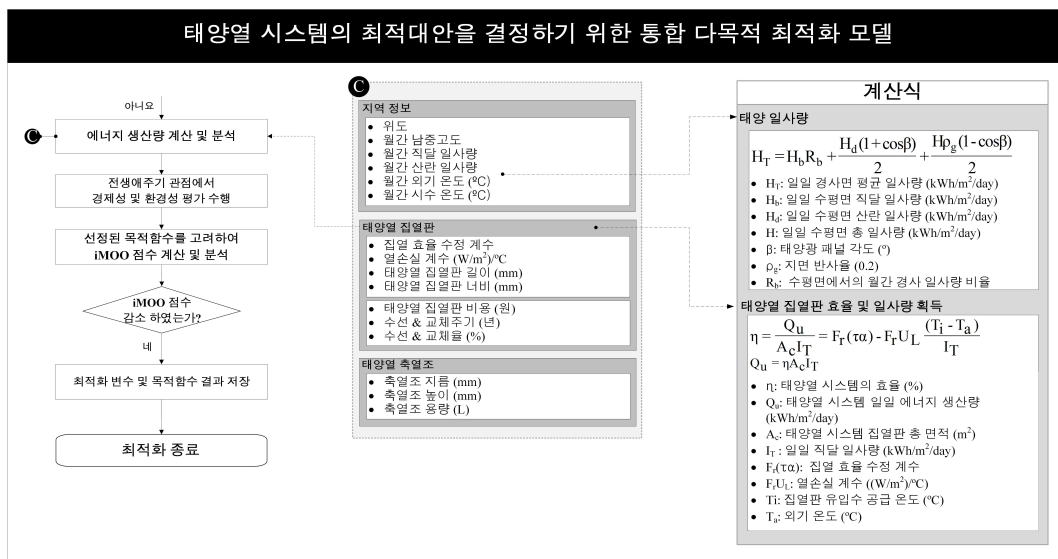 태양열 시스템의 최적대안을 결정하기 위한 통합 다목적 최적화 모델
아니요
C
에너지 생산량 계산 및 분석
전생애주기 관점에서
경제성 및 환경성 평가 수행
선정된 목적함수를 고려하여
iMOO 점수 계산 및 분석
iMOO 점수
감소 하였는가?
네
최적화 변수 및 목적함수 결과 저장
최적화 종료
C
지역 정보
● 위도
● 월간 남중고도
● 월간 직달 일사량
● 월간 산란 일사량
● 월간 외기 온도 (ºC)
● 월간 시수 온도 (ºC)
태양열 집열판
● 집열 효율 수정 계수
● 열손실 계수 (W/m²)/ºC
● 태양열 집열판 길이 (mm)
● 태양열 집열판 너비 (mm)
● 태양열 집열판 비용 (원)
● 수선 & 교체주기 (년)
● 수선 & 교체율 (%)
태양열 축열조
● 축열조 지름 (mm)
● 축열조 높이 (mm)
● 축열조 용량 (L)
계산식
태양 일사량
H_T = H_b R_b + H_d(1+cosβ)/2 + Hρ_g(1-cosβ)/2
● H_T: 일일 경사면 평균 일사량 (kWh/m²/day)
● H_b: 일일 수평면 직달 일사량 (kWh/m²/day)
● H_d: 일일 수평면 산란 일사량 (kWh/m²/day)
● H: 일일 수평면 총 일사량 (kWh/m²/day)
● β: 태양광 패널 각도 (º)
● ρ_g: 지면 반사율 (0.2)
● R_b: 수평면에서의 월간 경사 일사량 비율
태양열 집열판 효율 및 일사량 획득
η = Q_u/(A_c I_T) = F_r(τα) - F_r U_L (T_i - T_a)/I_T
Q_u = ηA_c I_T
● η: 태양열 시스템의 효율 (%)
● Q_u: 태양열 시스템 일일 에너지 생산량
(kWh/m²/day)
● A_c: 태양열 시스템 집열판 총 면적 (m²)
● I_T : 일일 직달 일사량 (kWh/m²/day)
● F_r(τα): 집열 효율 수정 계수
● F_r U_L: 열손실 계수 ((W/m²)/ºC)
● Ti: 집열판 유입수 공급 온도 (ºC)
● T_a: 외기 온도 (ºC)